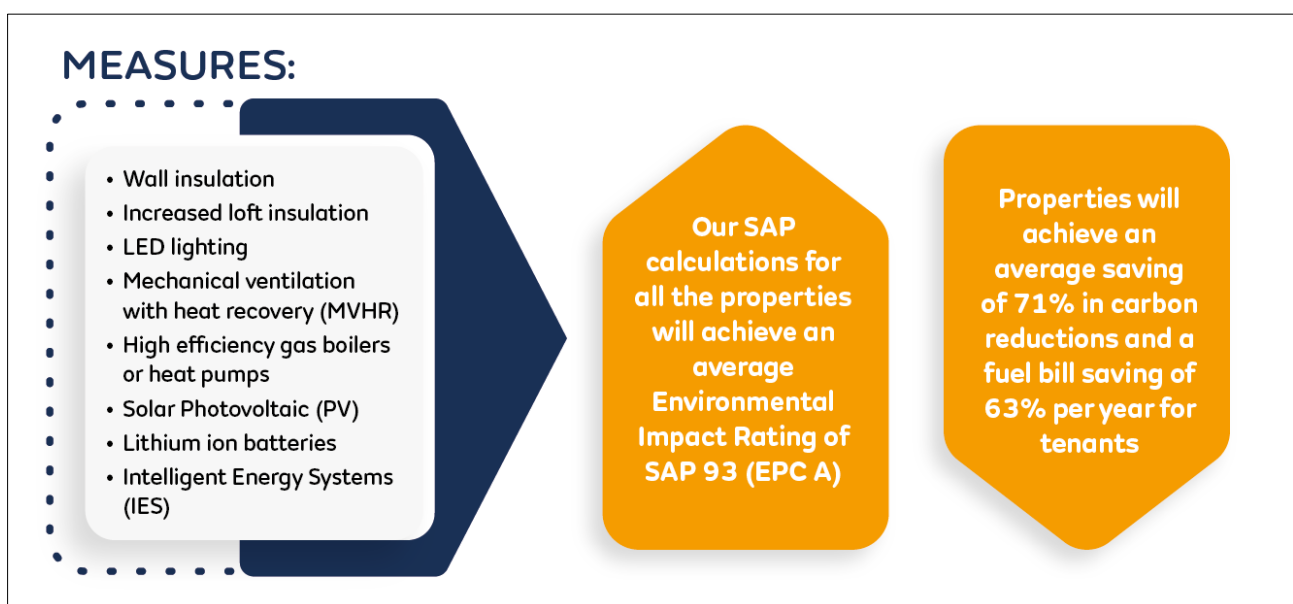 MEASURES:
• Wall insulation
• Increased loft insulation
• LED lighting
• Mechanical ventilation
with heat recovery (MVHR)
• High efficiency gas boilers
or heat pumps
• Solar Photovoltaic (PV)
• Lithium ion batteries
• Intelligent Energy Systems
(IES)
Our SAP
calculations for
all the properties
will achieve an
average
Environmental
Impact Rating of
SAP 93 (EPC A)
Properties will
achieve an
average saving
of 71% in carbon
reductions and a
fuel bill saving of
63% per year for
tenants